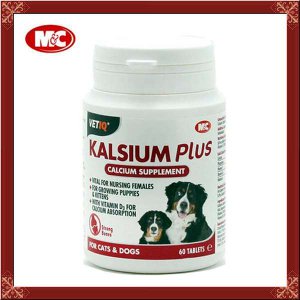 M&C
VETIQ
M&C
KALSIUM PLUS
CALCIUM SUPPLEMENT
• VITAL FOR NURSING FEMALES
• FOR GROWING PUPPIES
& KITTENS
• WITH VITAMIN D3 FOR
CALCIUM ABSORPTION
Strong
Bones
FOR CATS & DOGS
60 TABLETS e